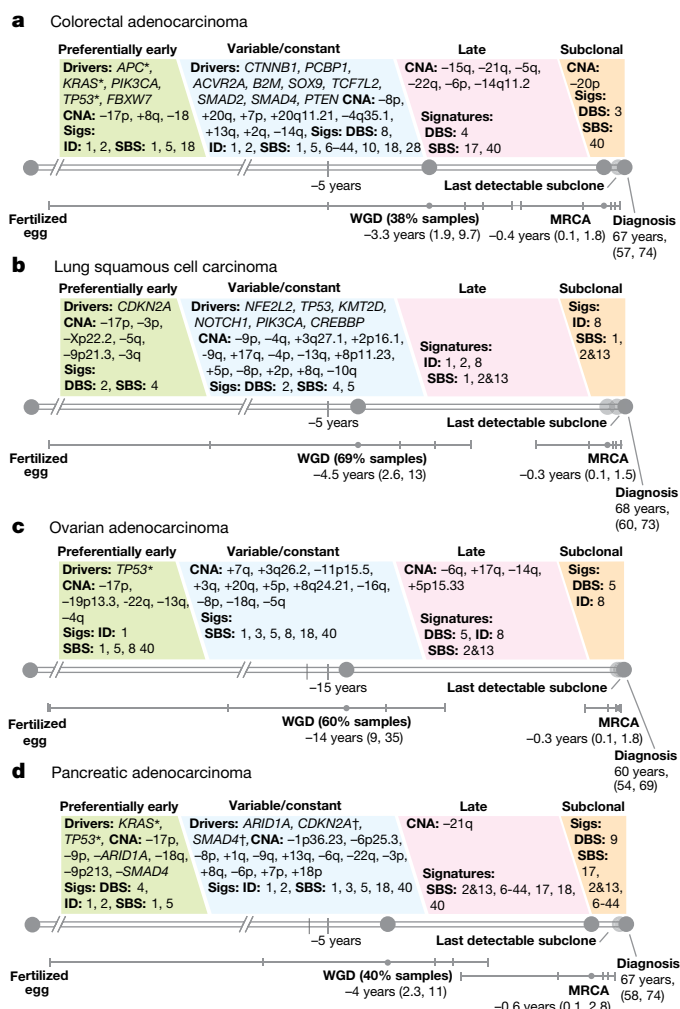 a Colorectal adenocarcinoma
Preferentially early Variable/constant Late Subclonal
Drivers: APC*,
KRAS*, PIK3CA,
TP53*, FBXW7
CNA: –17p, +8q, –18
Sigs:
ID: 1, 2, SBS: 1, 5, 18
Drivers: CTNNB1, PCBP1,
ACVR2A, B2M, SOX9, TCF7L2,
SMAD2, SMAD4, PTEN CNA: –8p,
+20q, +7p, +20q11.21, –4q35.1,
+13q, +2q, –14q, Sigs: DBS: 8,
ID: 1, 2, SBS: 1, 5, 6–44, 10, 18, 28
CNA: –15q, –21q, –5q,
–22q, –6p, –14q11.2
Signatures:
DBS: 4
SBS: 17, 40
CNA:
–20p
Sigs:
DBS: 3
SBS:
40
–5 years
Last detectable subclone
Fertilized
egg
WGD (38% samples)
–3.3 years (1.9, 9.7)
MRCA
–0.4 years (0.1, 1.8)
Diagnosis
67 years,
(57, 74)
b Lung squamous cell carcinoma
Preferentially early Variable/constant Late Subclonal
Drivers: CDKN2A
CNA: –17p, –3p,
–Xp22.2, –5q,
–9p21.3, –3q
Sigs:
DBS: 2, SBS: 4
Drivers: NFE2L2, TP53, KMT2D,
NOTCH1, PIK3CA, CREBBP
CNA: –9p, –4q, +3q27.1, +2p16.1,
-9q, +17q, –4p, –13q, +8p11.23,
+5p, –8p, +2p, +8q, –10q
Sigs: DBS: 2, SBS: 4, 5
Signatures:
ID: 1, 2, 8
SBS: 1, 2&13
Sigs:
ID: 8
SBS: 1,
2&13
–5 years
Last detectable subclone
Fertilized
egg
WGD (69% samples)
–4.5 years (2.6, 13)
MRCA
–0.3 years (0.1, 1.5)
Diagnosis
68 years,
(60, 73)
c Ovarian adenocarcinoma
Preferentially early Variable/constant Late Subclonal
Drivers: TP53*
CNA: –17p,
–19p13.3, -22q, –13q,
–4q
Sigs: ID: 1
SBS: 1, 5, 8 40
CNA: +7q, +3q26.2, –11p15.5,
+3q, +20q, +5p, +8q24.21, –16q,
–8p, –18q, –5q
Sigs:
SBS: 1, 3, 5, 8, 18, 40
CNA: –6q, +17q, –14q,
+5p15.33
Signatures:
DBS: 5, ID: 8
SBS: 2&13
Sigs:
DBS: 5
ID: 8
–15 years
Last detectable subclone
Fertilized
egg
WGD (60% samples)
–14 years (9, 35)
MRCA
–0.3 years (0.1, 1.8)
Diagnosis
60 years,
(54, 69)
d Pancreatic adenocarcinoma
Preferentially early Variable/constant Late Subclonal
Drivers: KRAS*,
TP53*, CNA: –17p,
–9p, –ARID1A, –18q,
–9p213, –SMAD4
Sigs: DBS: 4,
ID: 1, 2, SBS: 1, 5
Drivers: ARID1A, CDKN2A†,
SMAD4†, CNA: -1p36.23, –6p25.3,
–8p, +1q, –9q, +13q, –6q, –22q, –3p,
+8q, –6p, +7p, +18p
Sigs: ID: 1, 2, SBS: 1, 3, 5, 18, 40
CNA: –21q
Signatures:
SBS: 2&13, 6-44, 17, 18,
40
Sigs:
DBS: 9
SBS:
17,
2&13,
6-44
–5 years
Last detectable subclone
Fertilized
egg
WGD (40% samples)
–4 years (2.3, 11)
MRCA
–0.6 years (0.1, 2.8)
Diagnosis
67 years,
(58, 74)